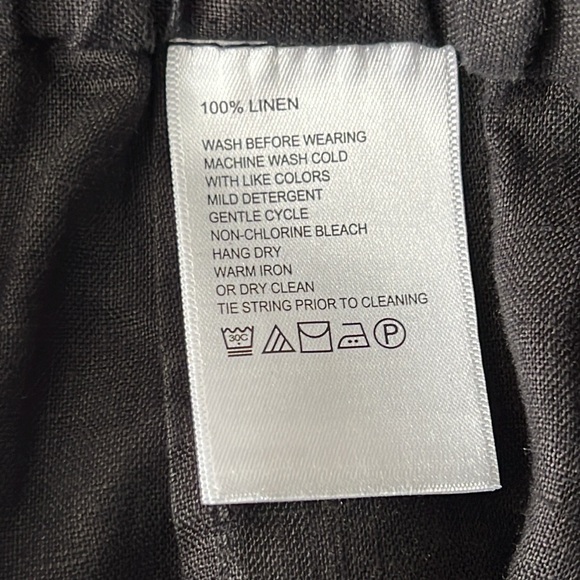 100% LINEN
WASH BEFORE WEARING
MACHINE WASH COLD
WITH LIKE COLORS
MILD DETERGENT
GENTLE CYCLE
NON-CHLORINE BLEACH
HANG DRY
WARM IRON
OR DRY CLEAN
TIE STRING PRIOR TO CLEANING
30C P